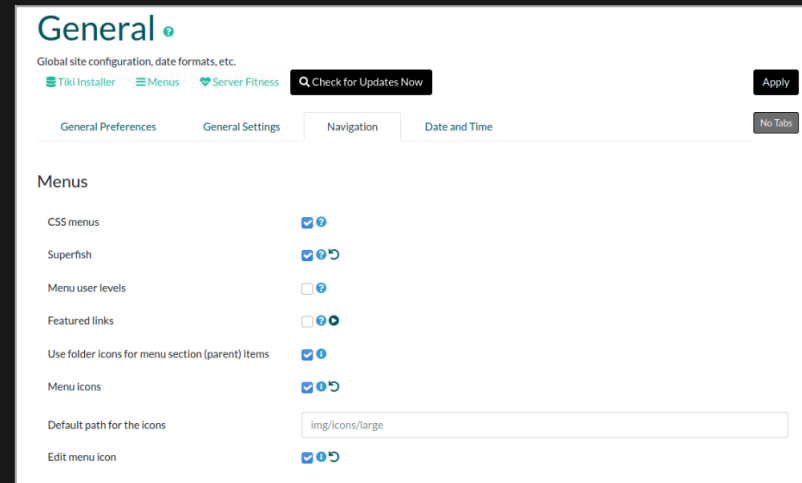 General
Global site configuration, date formats, etc.
Tiki Installer Menus Server Fitness Check for Updates Now Apply
General Preferences General Settings Navigation Date and Time No Tabs
Menus
CSS menus
Superfish
Menu user levels
Featured links
Use folder icons for menu section (parent) items
Menu icons
Default path for the icons img/icons/large
Edit menu icon